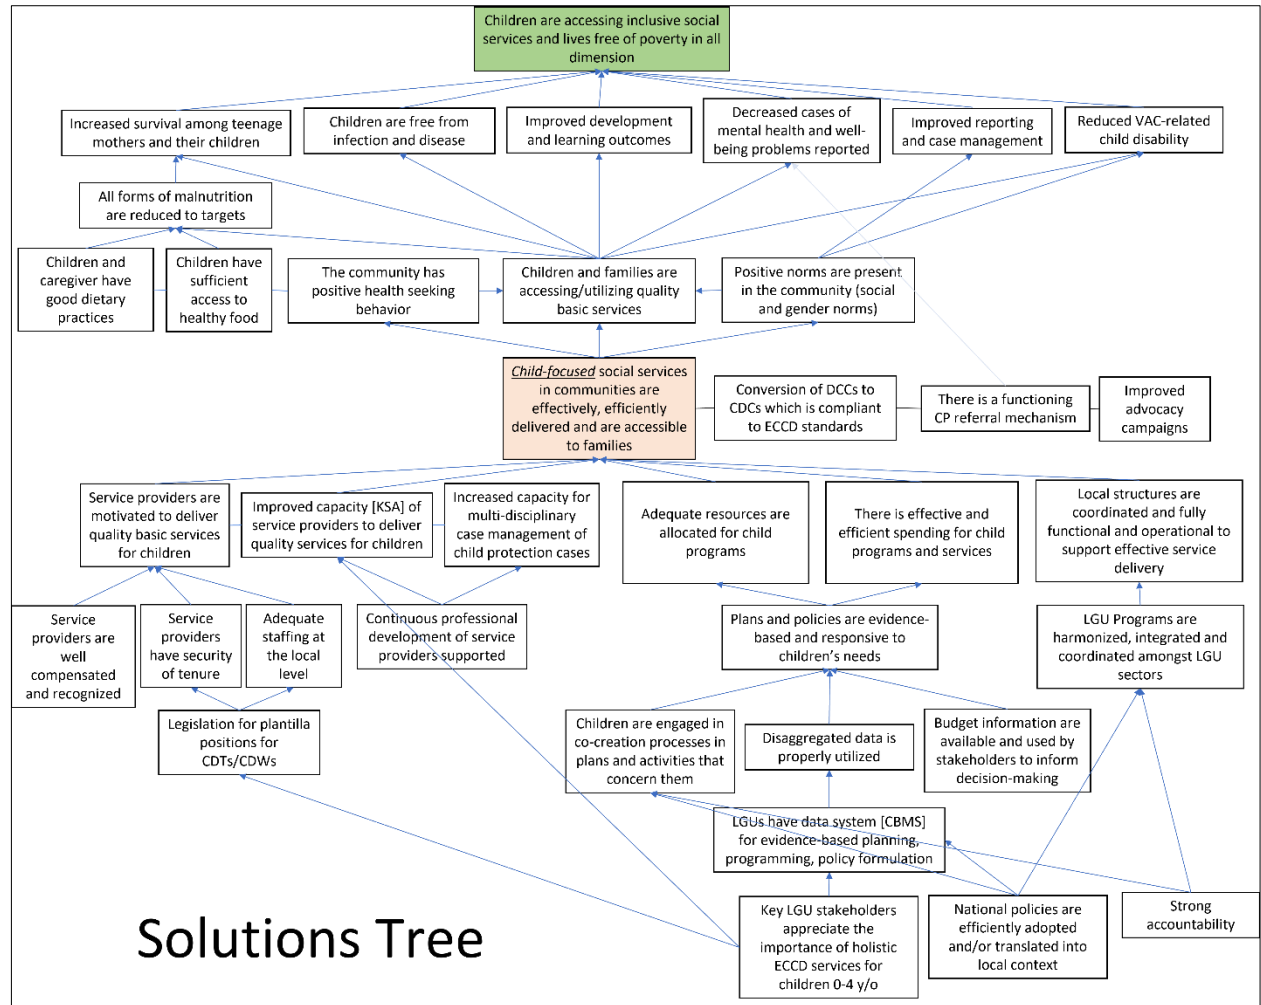 Children are accessing inclusive social
services and lives free of poverty in all
dimension
Increased survival among teenage
mothers and their children
Children are free from
infection and disease
Improved development
and learning outcomes
Decreased cases of
mental health and well-
being problems reported
Improved reporting
and case management
Reduced VAC-related
child disability
All forms of malnutrition
are reduced to targets
Children and
caregiver have
good dietary
practices
Children have
sufficient
access to
healthy food
The community has
positive health seeking
behavior
Children and families are
accessing/utilizing quality
basic services
Positive norms are present
in the community (social
and gender norms)
Child-focused social services
in communities are
effectively, efficiently
delivered and are accessible
to families
Conversion of DCCs to
CDCs which is compliant
to ECCD standards
There is a functioning
CP referral mechanism
Improved
advocacy
campaigns
Service providers are
motivated to deliver
quality basic services
for children
Improved capacity [KSA] of
service providers to deliver
quality services for children
Increased capacity for
multi-disciplinary
case management of
child protection cases
Adequate resources are
allocated for child
programs
There is effective and
efficient spending for child
programs and services
Local structures are
coordinated and fully
functional and operational to
support effective service
delivery
Service
providers are
well
compensated
and recognized
Service
providers
have security
of tenure
Adequate
staffing at
the local
level
Continuous professional
development of service
providers supported
Plans and policies are evidence-
based and responsive to
children's needs
LGU Programs are
harmonized, integrated and
coordinated amongst LGU
sectors
Legislation for plantilla
positions for
CDTs/CDWs
Children are engaged in
co-creation processes in
plans and activities that
concern them
Disaggregated data is
properly utilized
Budget information are
available and used by
stakeholders to inform
decision-making
LGUs have data system [CBMS]
for evidence-based planning,
programming, policy formulation
Key LGU stakeholders
appreciate the
importance of holistic
ECCD services for
children 0-4 y/o
National policies are
efficiently adopted
and/or translated into
local context
Strong
accountability
Solutions Tree